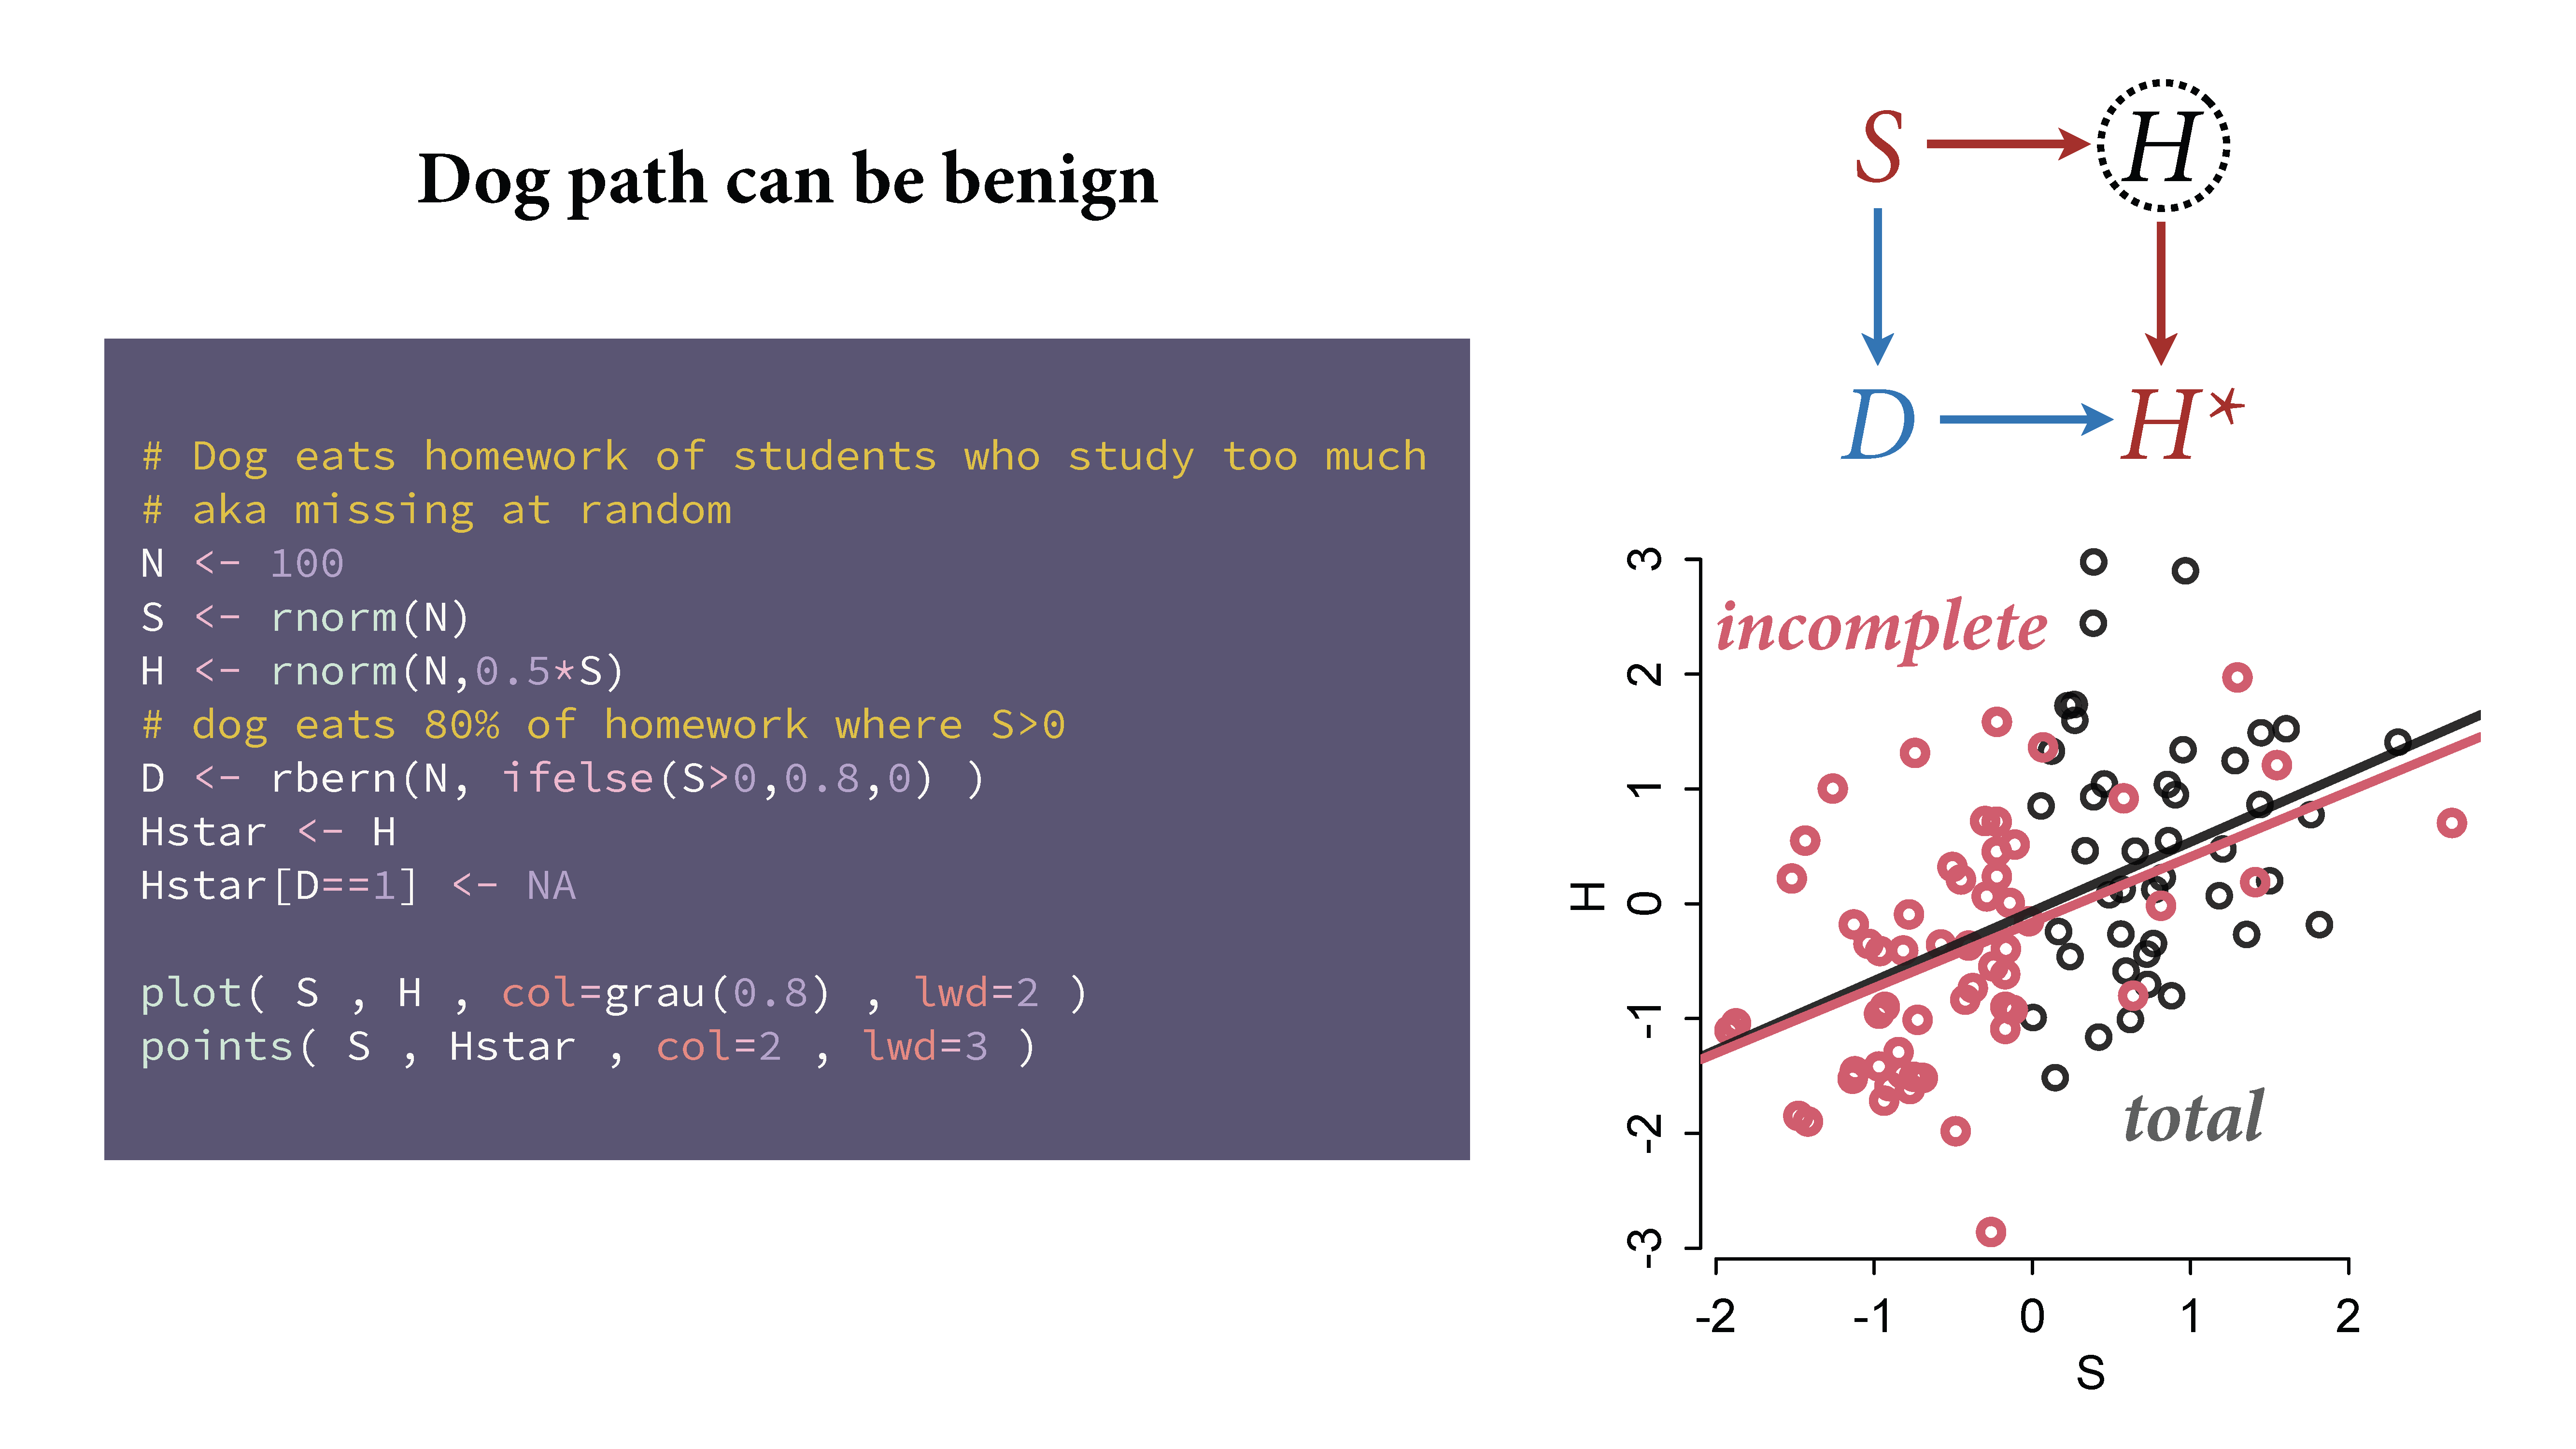 Dog path can be benign
# Dog eats homework of students who study too much
# aka missing at random
N <- 100
S <- rnorm(N)
H <- rnorm(N,0.5*S)
# dog eats 80% of homework where S>0
D <- rbern(N, ifelse(S>0,0.8,0) )
Hstar <- H
Hstar[D==1] <- NA
plot( S , H , col=grau(0.8) , lwd=2 )
points( S , Hstar , col=2 , lwd=3 )
S H
D H*
incomplete
total
H
3
2
1
0
-1
-2
-3
-2 -1 0 1 2
S